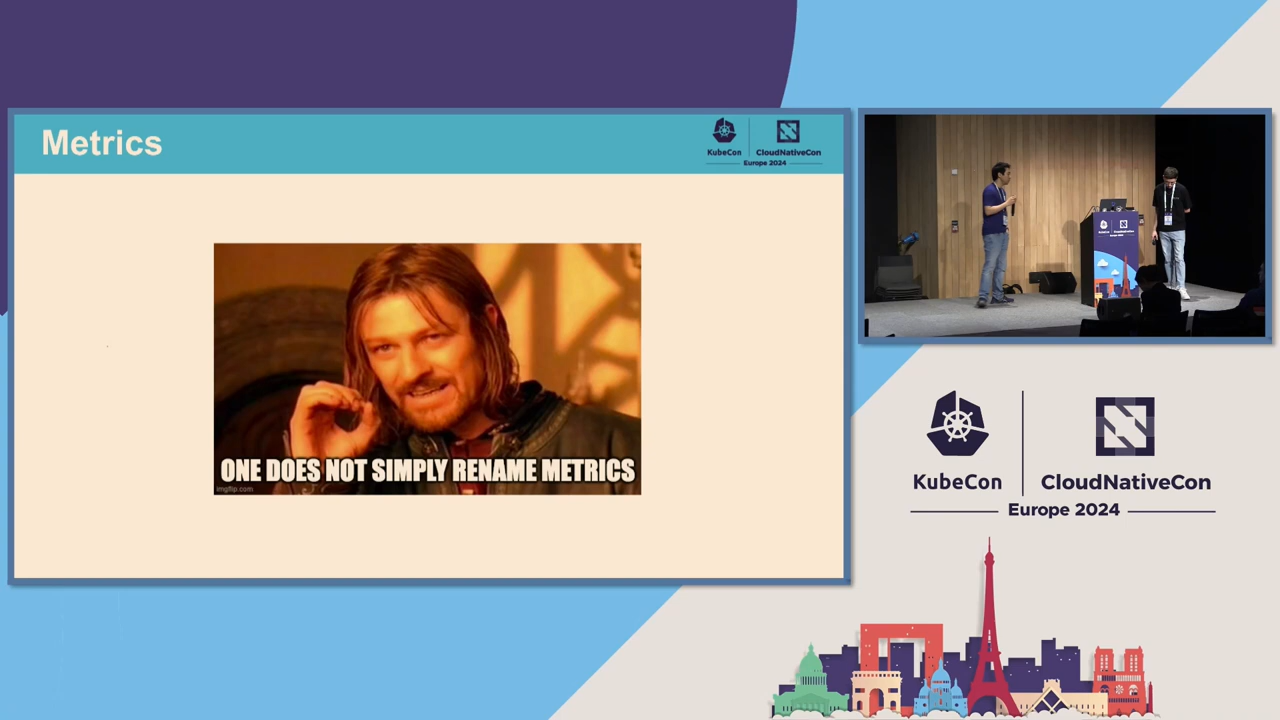 Metrics
KubeCon
CloudNativeCon
Europe 2024
ONE DOES NOT SIMPLY RENAME METRICS
imgflip.com
KubeCon
CloudNativeCon
Europe 2024